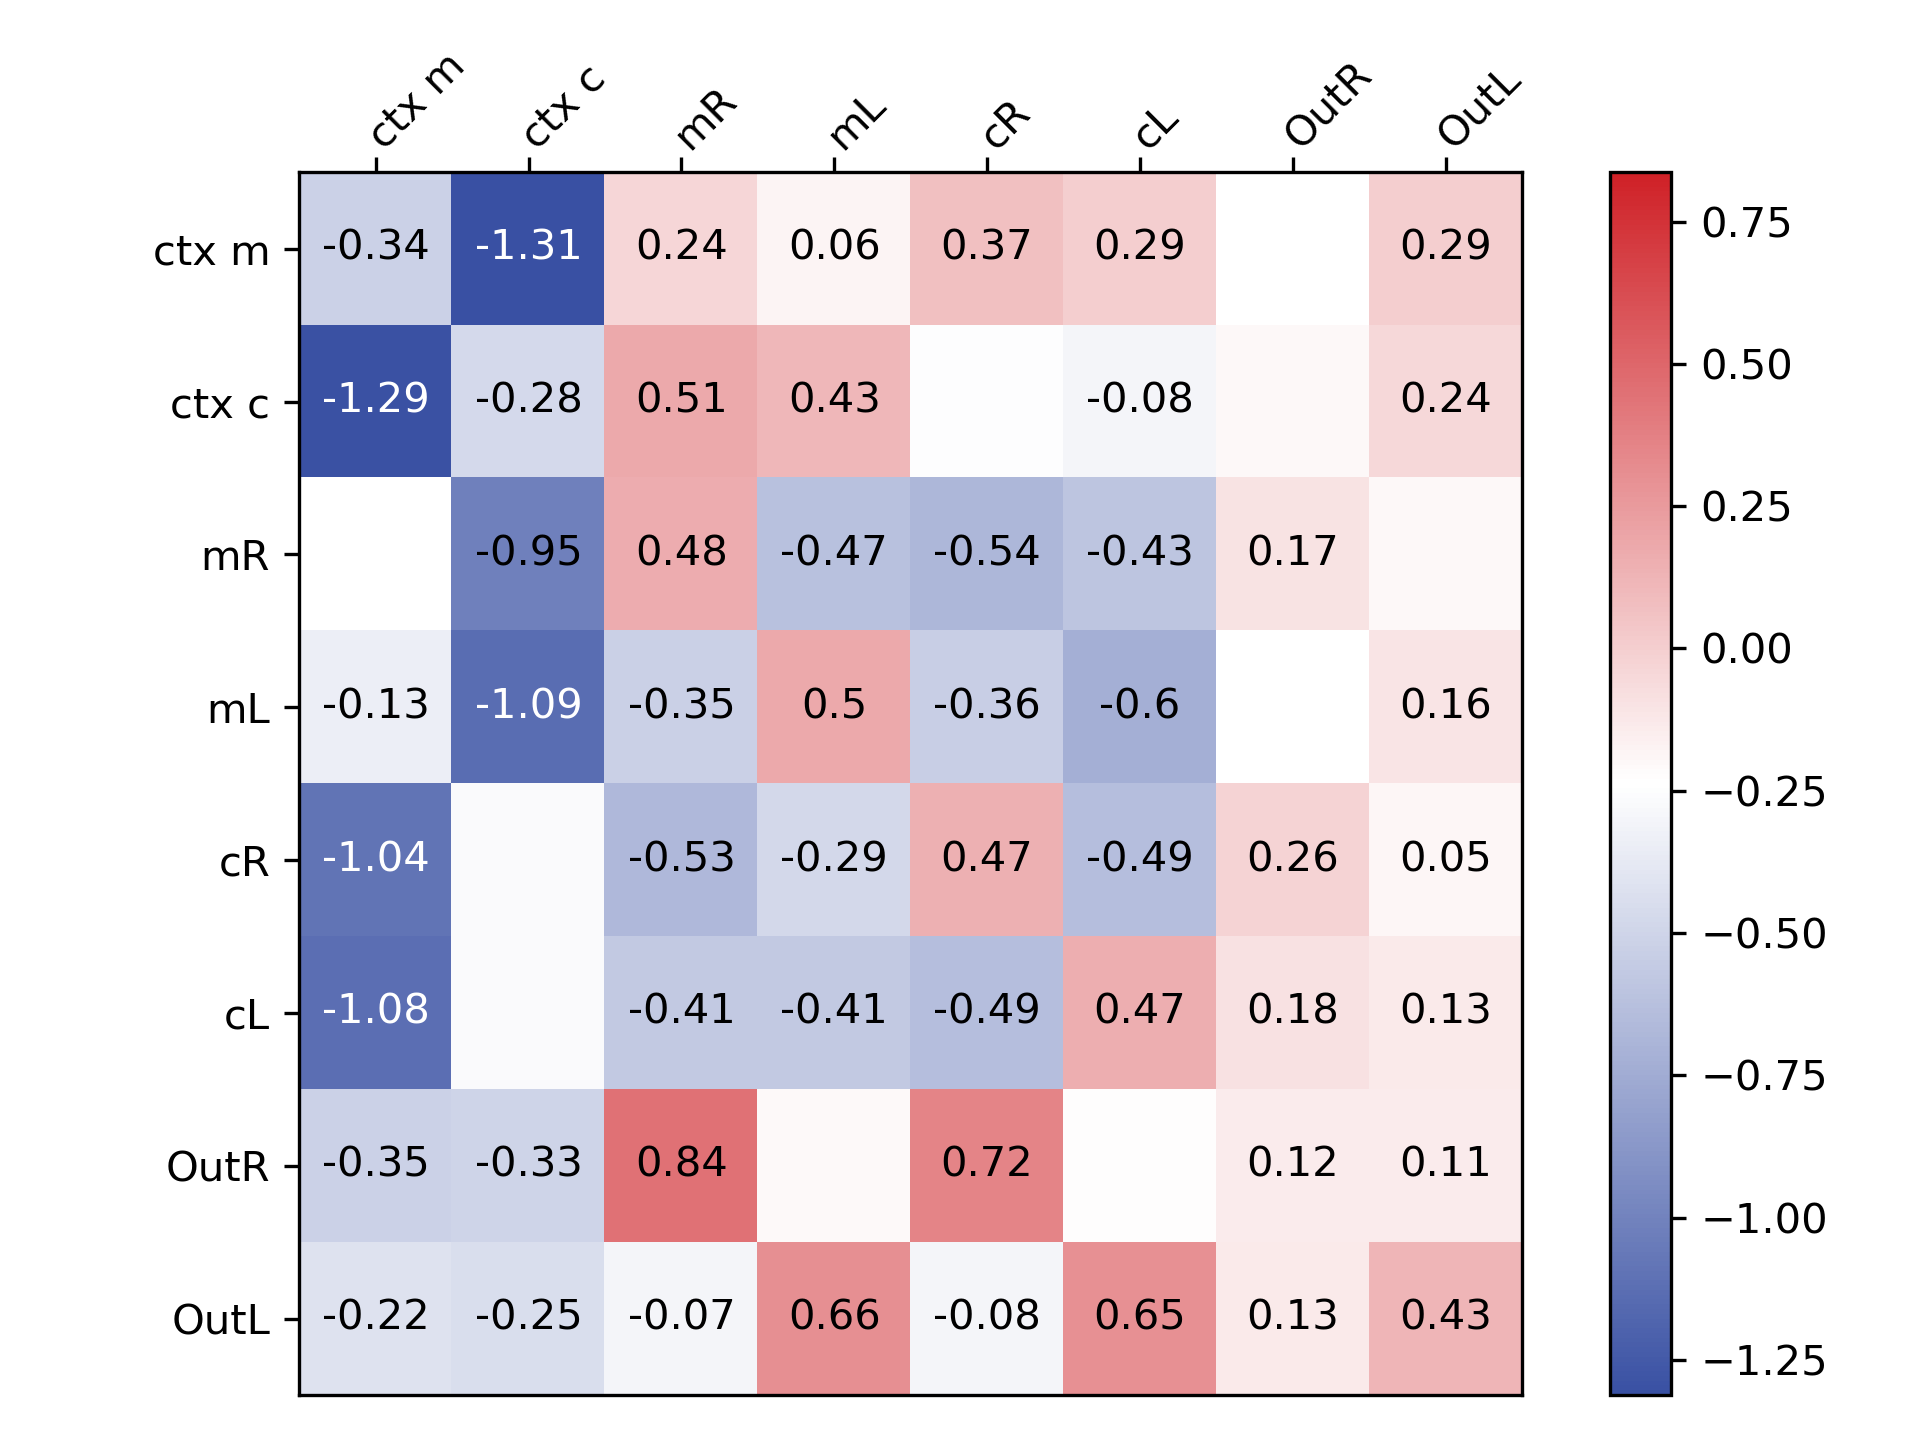 ctx m ctx c mR mL cR cL OutR OutL
ctx m -0.34 -1.31 0.24 0.06 0.37 0.29 0.29
ctx c -1.29 -0.28 0.51 0.43 -0.08 0.24
mR -0.95 0.48 -0.47 -0.54 -0.43 0.17
mL -0.13 -1.09 -0.35 0.5 -0.36 -0.6 0.16
cR -1.04 -0.53 -0.29 0.47 -0.49 0.26 0.05
cL -1.08 -0.41 -0.41 -0.49 0.47 0.18 0.13
OutR -0.35 -0.33 0.84 0.72 0.12 0.11
OutL -0.22 -0.25 -0.07 0.66 -0.08 0.65 0.13 0.43
0.75
0.50
0.25
0.00
−0.25
−0.50
−0.75
−1.00
−1.25